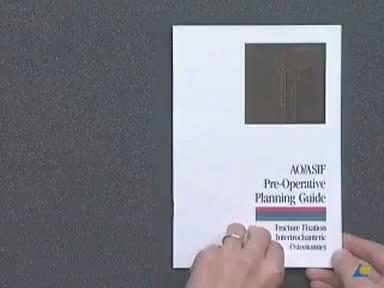 AO/ASIF
Pre-Operative
Planning Guide
Fracture Fixation
Intertrochanteric
Osteotomies